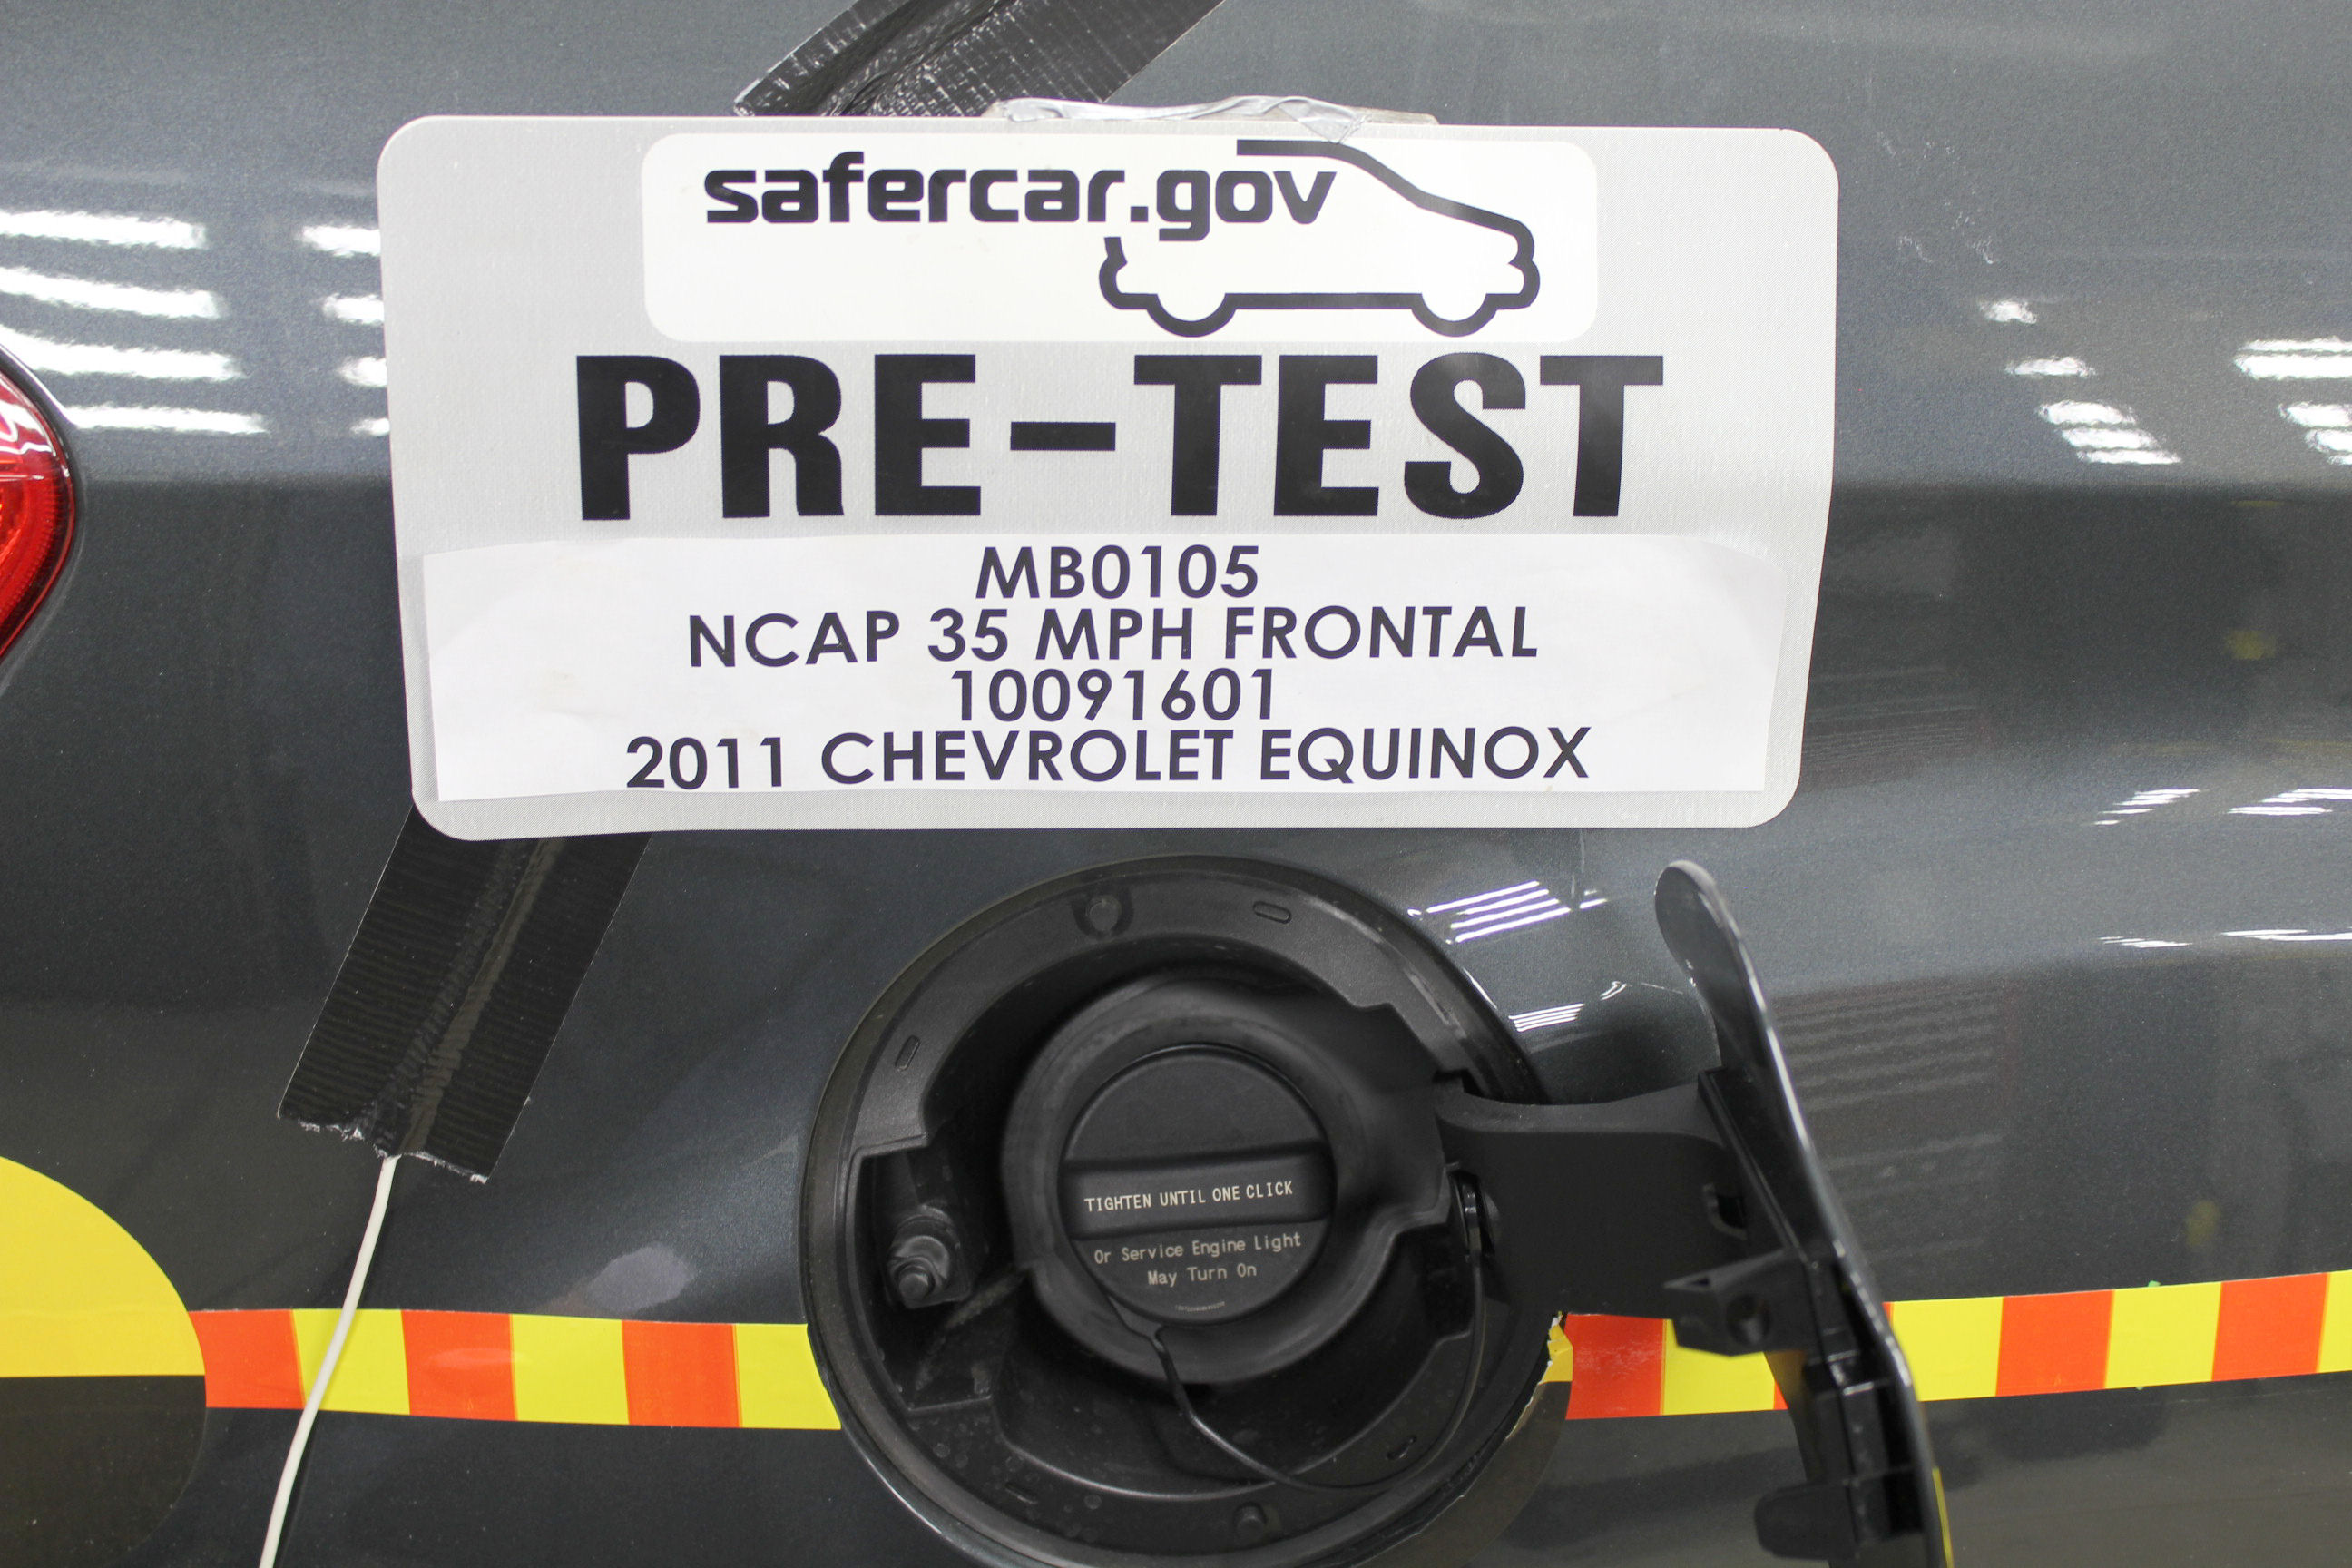 safercar.gov
PRE-TEST
MB0105
NCAP 35 MPH FRONTAL
10091601
2011 CHEVROLET EQUINOX
TIGHTEN UNTIL ONE CLICK
Or Service Engine Light
May Turn On